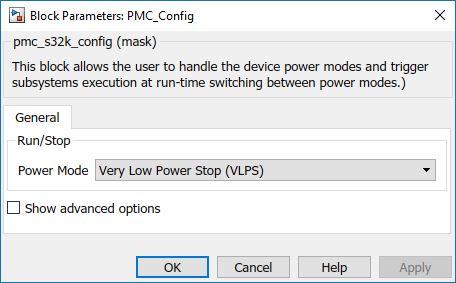 Block Parameters: PMC_Config
pmc_s32k_config (mask)
This block allows the user to handle the device power modes and trigger
subsystems execution at run-time switching between power modes.)
General
Run/Stop
Power Mode Very Low Power Stop (VLPS)
Show advanced options
OK Cancel Help Apply